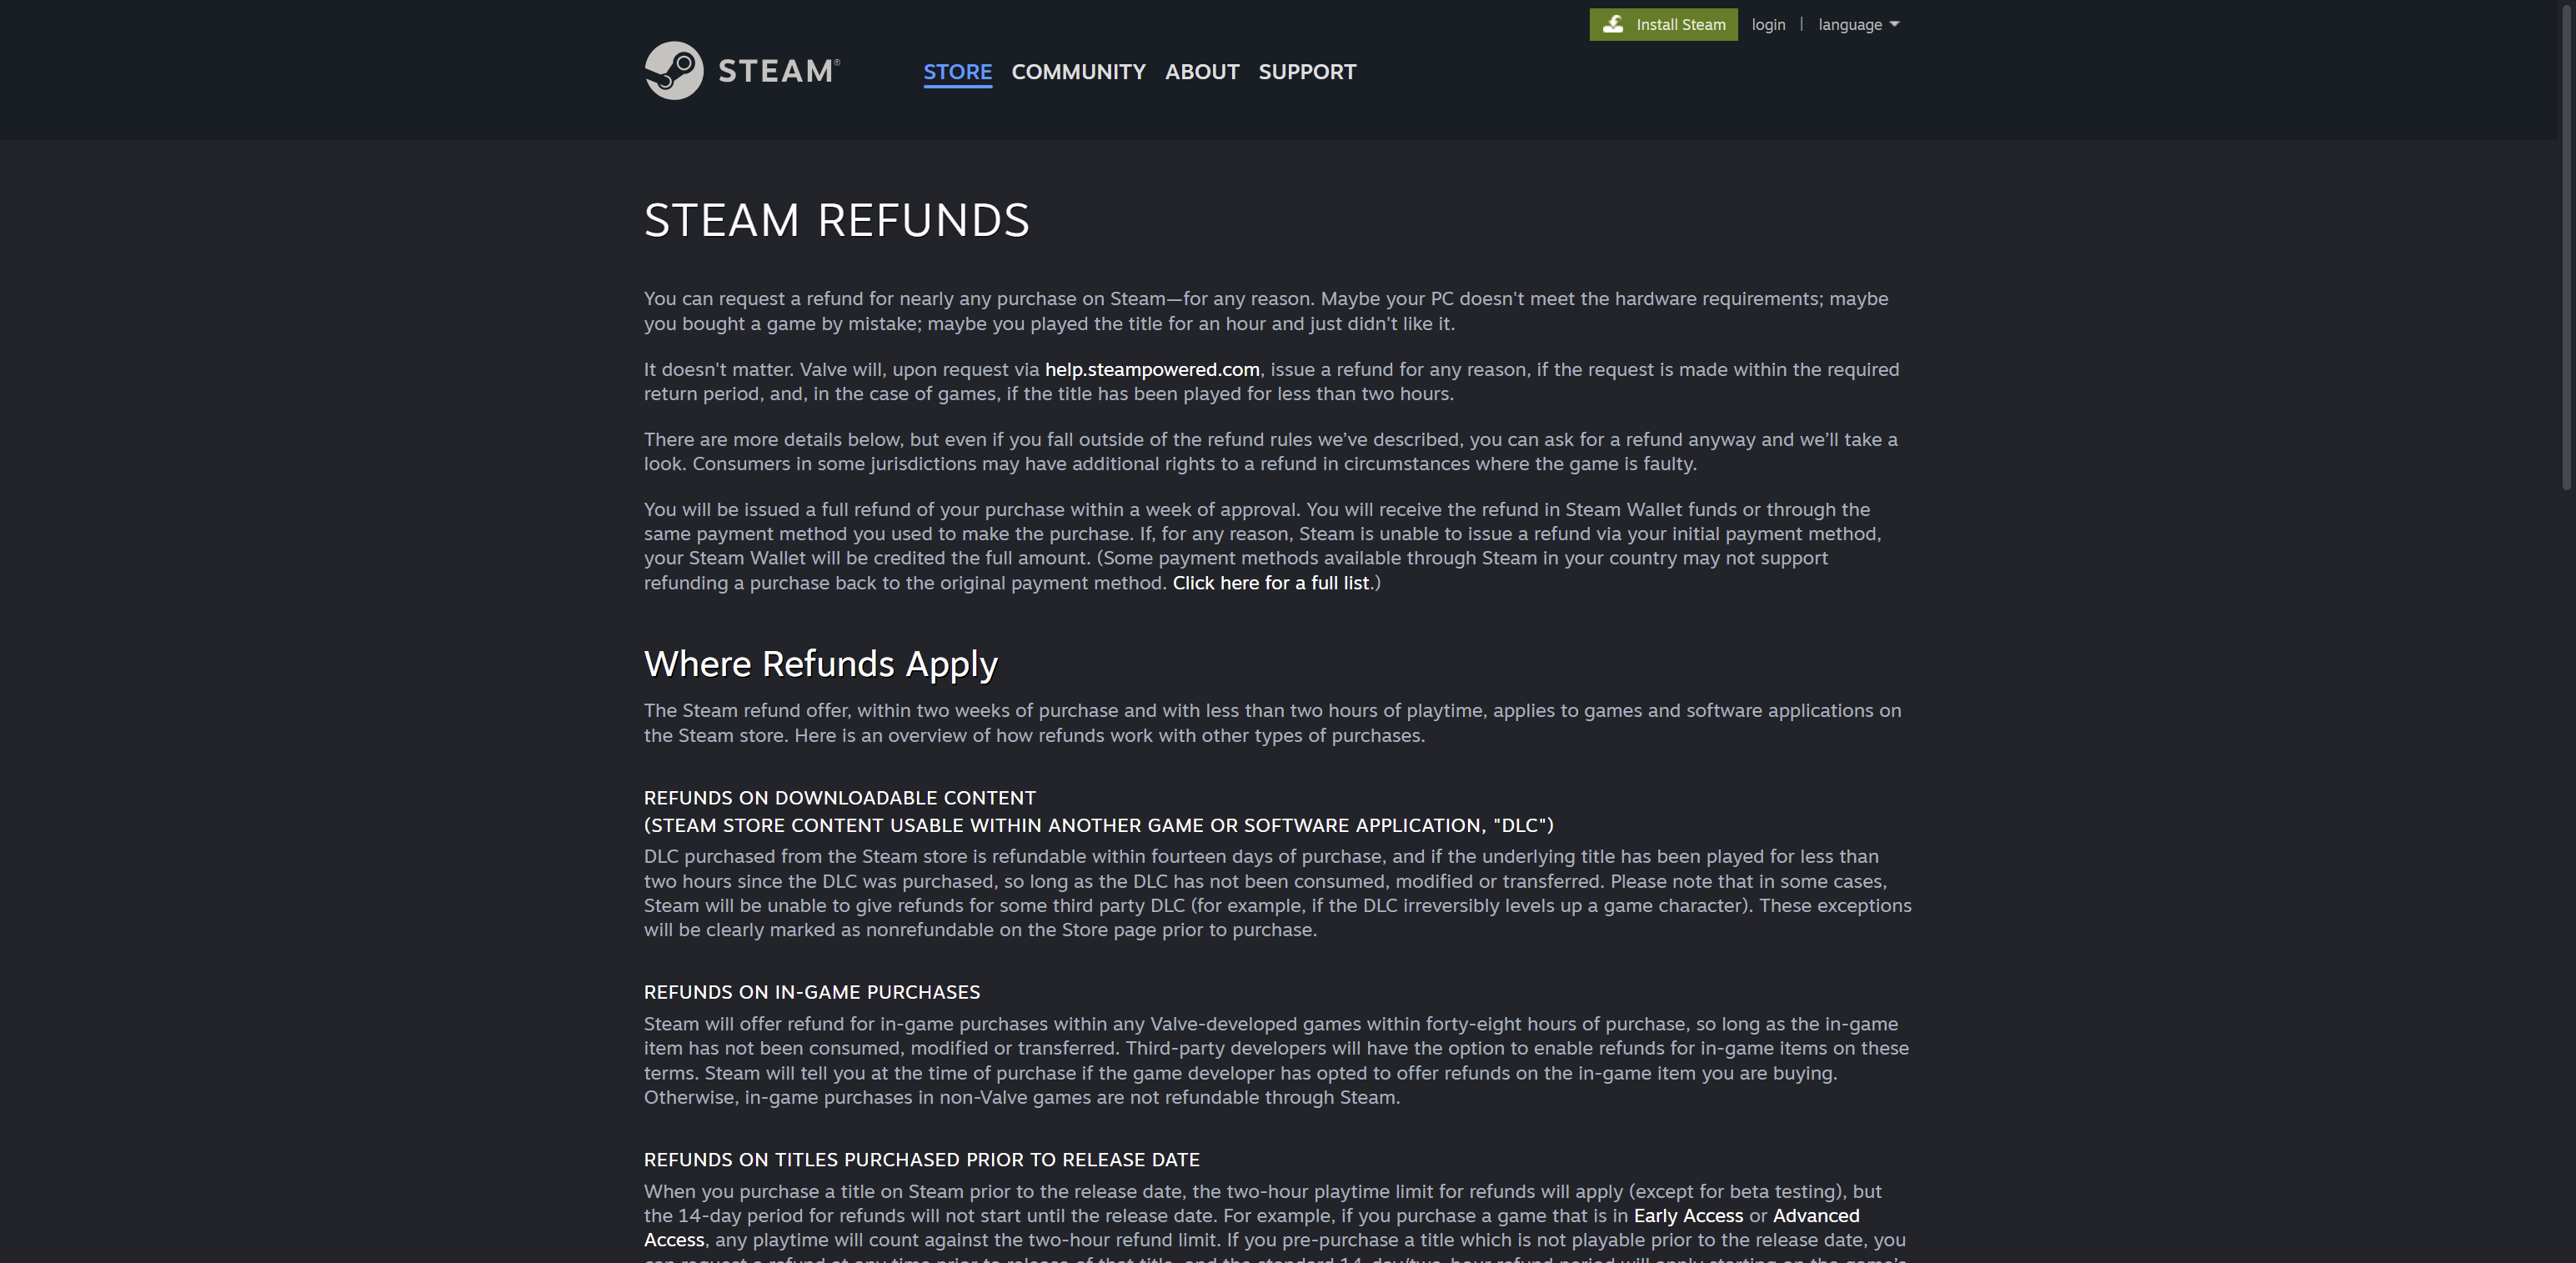 Install Steam login | language
STEAM®
STORE COMMUNITY ABOUT SUPPORT
STEAM REFUNDS
You can request a refund for nearly any purchase on Steam—for any reason. Maybe your PC doesn't meet the hardware requirements; maybe
you bought a game by mistake; maybe you played the title for an hour and just didn't like it.
It doesn't matter. Valve will, upon request via help.steampowered.com, issue a refund for any reason, if the request is made within the required
return period, and, in the case of games, if the title has been played for less than two hours.
There are more details below, but even if you fall outside of the refund rules we’ve described, you can ask for a refund anyway and we’ll take a
look. Consumers in some jurisdictions may have additional rights to a refund in circumstances where the game is faulty.
You will be issued a full refund of your purchase within a week of approval. You will receive the refund in Steam Wallet funds or through the
same payment method you used to make the purchase. If, for any reason, Steam is unable to issue a refund via your initial payment method,
your Steam Wallet will be credited the full amount. (Some payment methods available through Steam in your country may not support
refunding a purchase back to the original payment method. Click here for a full list.)
Where Refunds Apply
The Steam refund offer, within two weeks of purchase and with less than two hours of playtime, applies to games and software applications on
the Steam store. Here is an overview of how refunds work with other types of purchases.
REFUNDS ON DOWNLOADABLE CONTENT
(STEAM STORE CONTENT USABLE WITHIN ANOTHER GAME OR SOFTWARE APPLICATION, "DLC")
DLC purchased from the Steam store is refundable within fourteen days of purchase, and if the underlying title has been played for less than
two hours since the DLC was purchased, so long as the DLC has not been consumed, modified or transferred. Please note that in some cases,
Steam will be unable to give refunds for some third party DLC (for example, if the DLC irreversibly levels up a game character). These exceptions
will be clearly marked as nonrefundable on the Store page prior to purchase.
REFUNDS ON IN-GAME PURCHASES
Steam will offer refund for in-game purchases within any Valve-developed games within forty-eight hours of purchase, so long as the in-game
item has not been consumed, modified or transferred. Third-party developers will have the option to enable refunds for in-game items on these
terms. Steam will tell you at the time of purchase if the game developer has opted to offer refunds on the in-game item you are buying.
Otherwise, in-game purchases in non-Valve games are not refundable through Steam.
REFUNDS ON TITLES PURCHASED PRIOR TO RELEASE DATE
When you purchase a title on Steam prior to the release date, the two-hour playtime limit for refunds will apply (except for beta testing), but
the 14-day period for refunds will not start until the release date. For example, if you purchase a game that is in Early Access or Advanced
Access, any playtime will count against the two-hour refund limit. If you pre-purchase a title which is not playable prior to the release date, you
can request a refund at any time prior to release of that title, and the standard 14-day/two-hour refund period will apply starting on the game’s